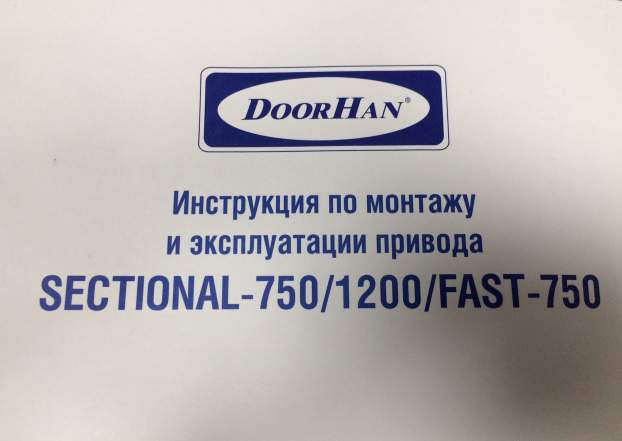 DOORHAN®
Инструкция по монтажу
и эксплуатации привода
SECTIONAL-750/1200/FAST-750